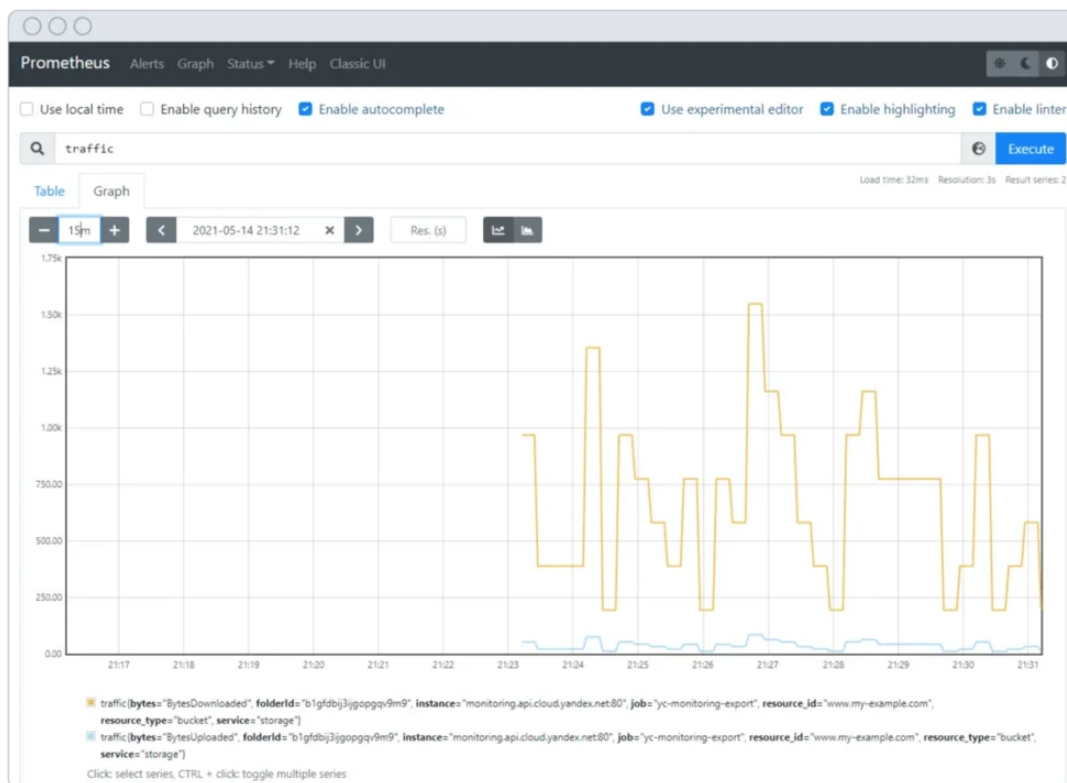 Prometheus Alerts Graph Status Help Classic UI
Use local time Enable query history Enable autocomplete Use experimental editor Enable highlighting Enable linter
traffic Execute
Load time: 32ms Resolution: 3s Result series: 2
Table Graph
− 15m + 2021-05-14 21:31:12 × Res. (s)
1.75k
1.50k
1.25k
1.00k
750.00
500.00
250.00
0.00
21:17 21:18 21:19 21:20 21:21 21:22 21:23 21:24 21:25 21:26 21:27 21:28 21:29 21:30 21:31
traffic{bytes="BytesDownloaded", folderId="b1gfdbij3ijgopgqv9m9", instance="monitoring.api.cloud.yandex.net:80", job="yc-monitoring-export", resource_id="www.my-example.com",
resource_type="bucket", service="storage"}
traffic{bytes="BytesUploaded", folderId="b1gfdbij3ijgopgqv9m9", instance="monitoring.api.cloud.yandex.net:80", job="yc-monitoring-export", resource_id="www.my-example.com", resource_type="bucket",
service="storage"}
Click: select series, CTRL + click: toggle multiple series